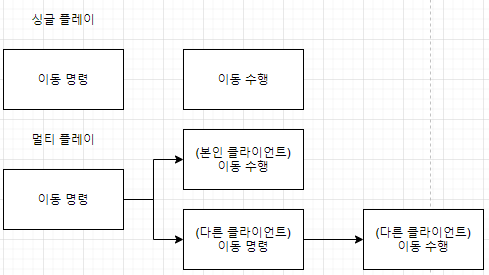 싱글 플레이
이동 명령
이동 수행
멀티 플레이
이동 명령
(본인 클라이언트)
이동 수행
(다른 클라이언트)
이동 명령
(다른 클라이언트)
이동 수행